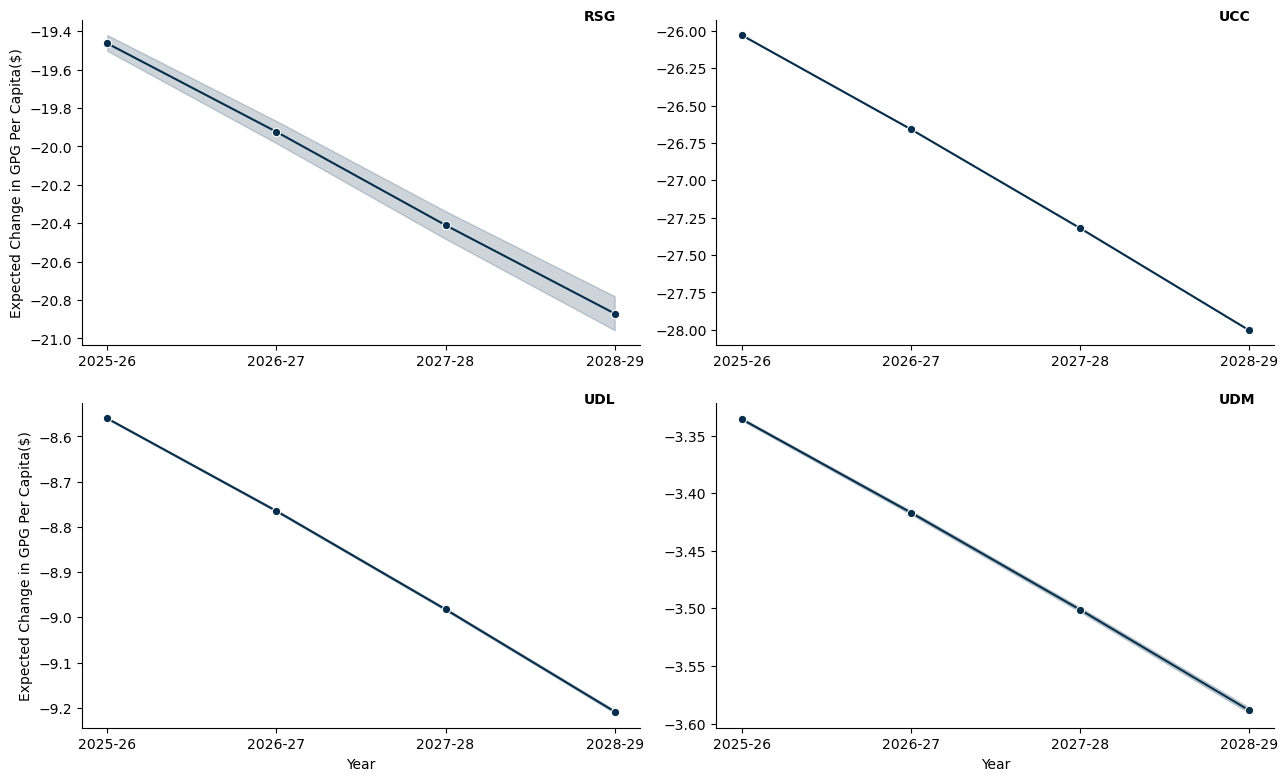 RSG
Expected Change in GPG Per Capita($)
−19.4
−19.6
−19.8
−20.0
−20.2
−20.4
−20.6
−20.8
−21.0
2025-26 2026-27 2027-28 2028-29
UCC
−26.00
−26.25
−26.50
−26.75
−27.00
−27.25
−27.50
−27.75
−28.00
2025-26 2026-27 2027-28 2028-29
UDL
Expected Change in GPG Per Capita($)
−8.6
−8.7
−8.8
−8.9
−9.0
−9.1
−9.2
2025-26 2026-27 2027-28 2028-29
Year
UDM
−3.35
−3.40
−3.45
−3.50
−3.55
−3.60
2025-26 2026-27 2027-28 2028-29
Year